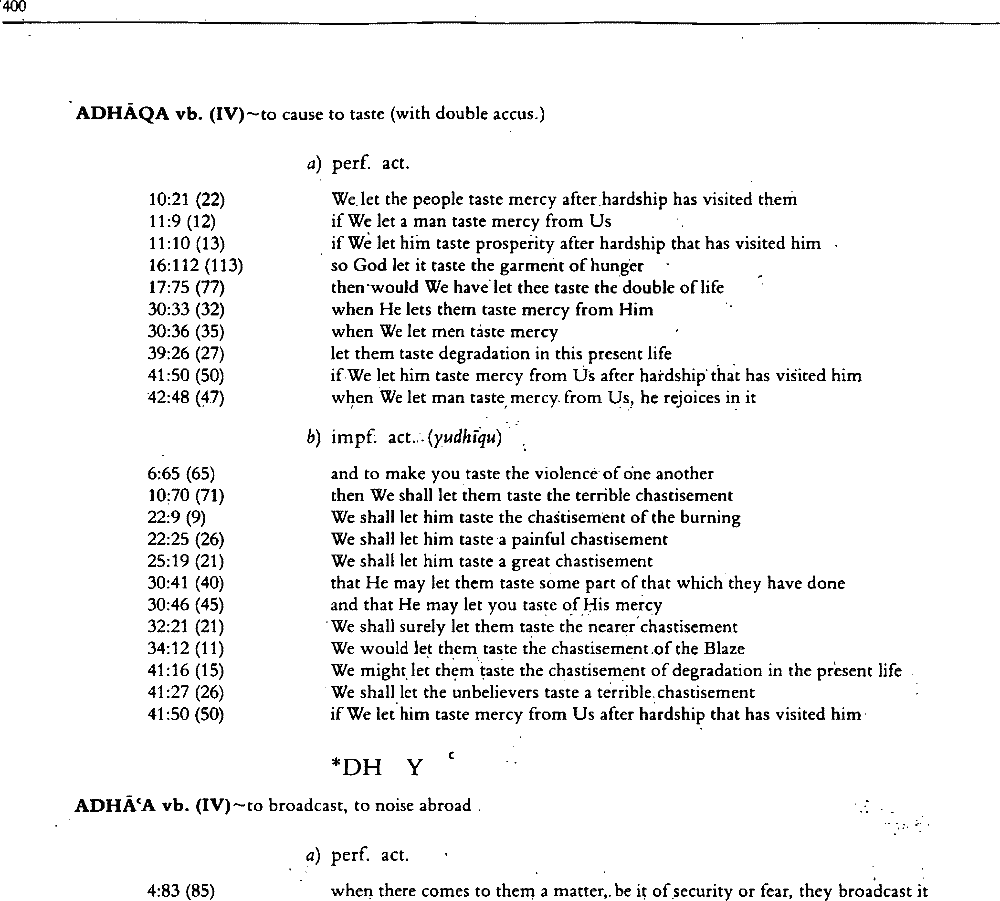 400
ADHĀQA vb. (IV)~to cause to taste (with double accus.)
a) perf. act.
10:21 (22) We let the people taste mercy after hardship has visited them
11:9 (12) if We let a man taste mercy from Us
11:10 (13) if We let him taste prosperity after hardship that has visited him
16:112 (113) so God let it taste the garment of hunger
17:75 (77) then would We have let thee taste the double of life
30:33 (32) when He lets them taste mercy from Him
30:36 (35) when We let men taste mercy
39:26 (27) let them taste degradation in this present life
41:50 (50) if We let him taste mercy from Us after hardship that has visited him
42:48 (47) when We let man taste mercy from Us, he rejoices in it
b) impf. act. (yudhīqu)
6:65 (65) and to make you taste the violence of one another
10:70 (71) then We shall let them taste the terrible chastisement
22:9 (9) We shall let him taste the chastisement of the burning
22:25 (26) We shall let him taste a painful chastisement
25:19 (21) We shall let him taste a great chastisement
30:41 (40) that He may let them taste some part of that which they have done
30:46 (45) and that He may let you taste of His mercy
32:21 (21) We shall surely let them taste the nearer chastisement
34:12 (11) We would let them taste the chastisement of the Blaze
41:16 (15) We might let them taste the chastisement of degradation in the present life
41:27 (26) We shall let the unbelievers taste a terrible chastisement
41:50 (50) if We let him taste mercy from Us after hardship that has visited him
*DH Y ʿ
ADHĀʿA vb. (IV)~to broadcast, to noise abroad
a) perf. act.
4:83 (85) when there comes to them a matter, be it of security or fear, they broadcast it